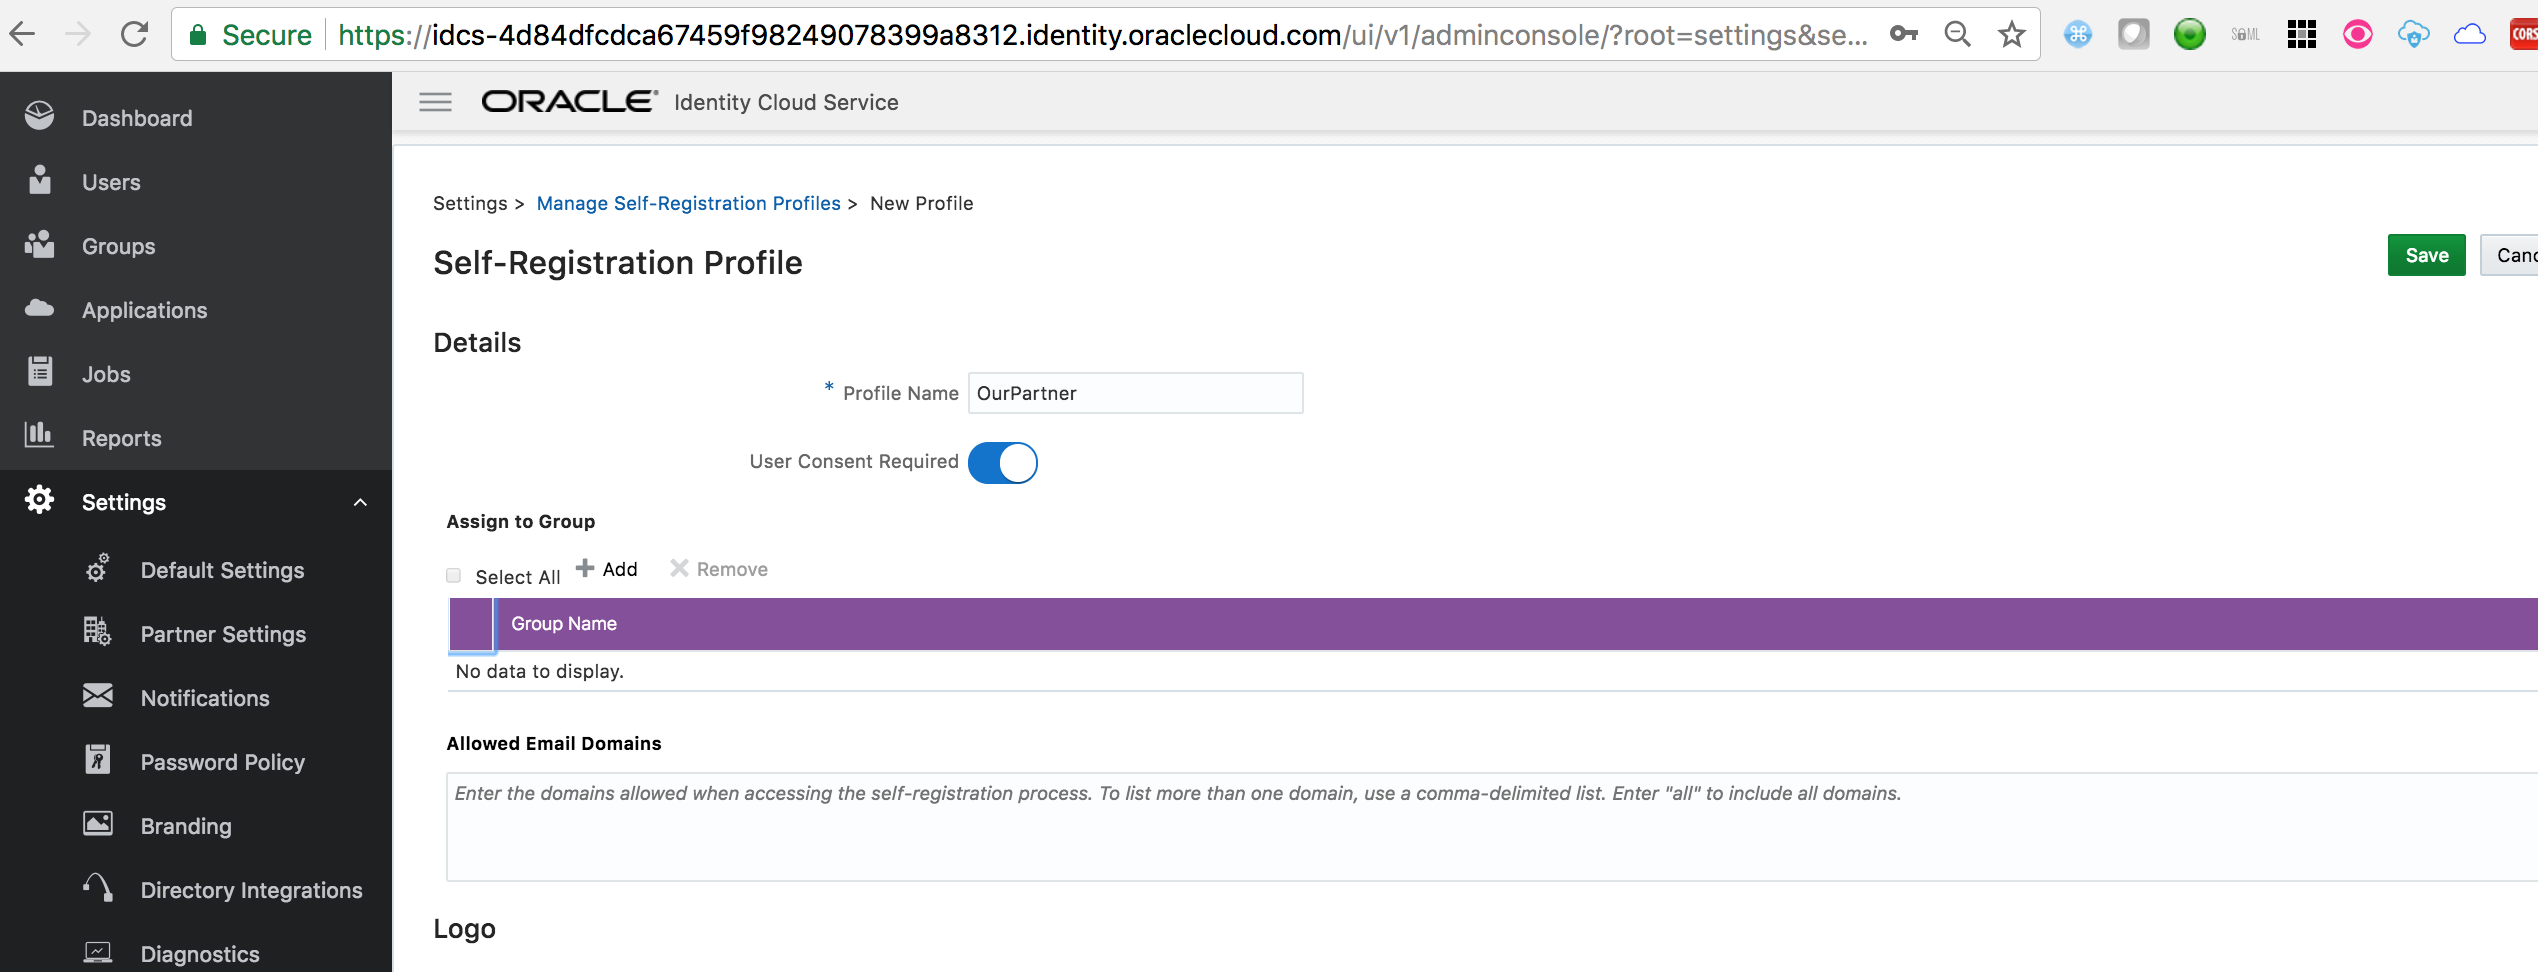 Secure https://idcs-4d84dfcdca67459f98249078399a8312.identity.oraclecloud.com/ui/v1/adminconsole/?root=settings&se...
SAML
CORS
ORACLE® Identity Cloud Service
Dashboard
Users
Groups
Applications
Jobs
Reports
Settings
Default Settings
Partner Settings
Notifications
Password Policy
Branding
Directory Integrations
Diagnostics
Settings > Manage Self-Registration Profiles > New Profile
Self-Registration Profile
Save
Canc
Details
* Profile Name OurPartner
User Consent Required
Assign to Group
Select All + Add Remove
Group Name
No data to display.
Allowed Email Domains
Enter the domains allowed when accessing the self-registration process. To list more than one domain, use a comma-delimited list. Enter "all" to include all domains.
Logo